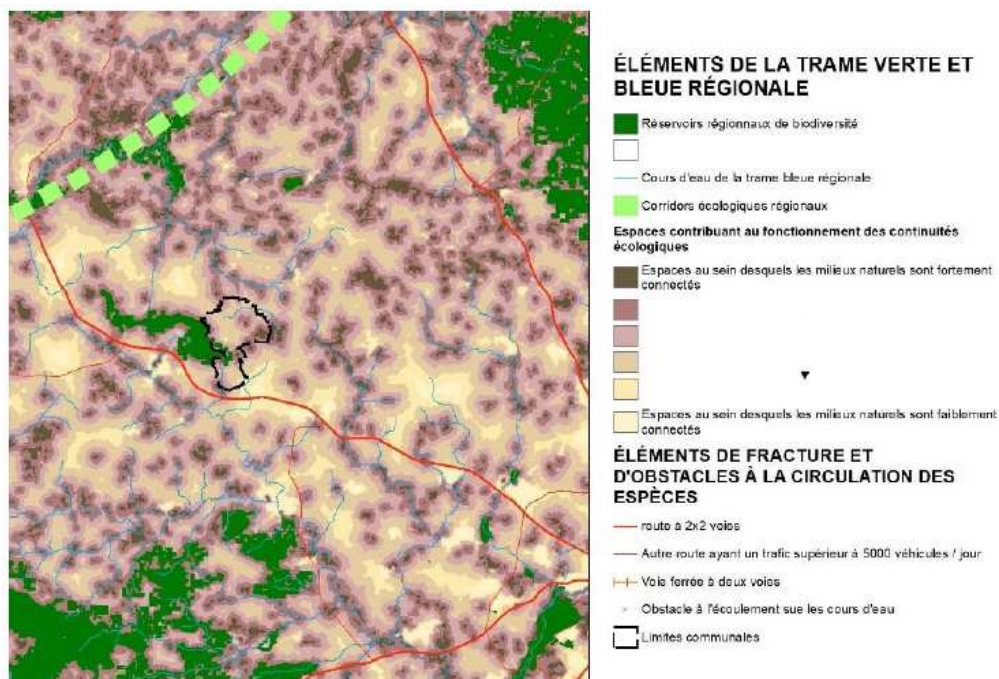 ÉLÉMENTS DE LA TRAME VERTE ET
BLEUE RÉGIONALE
Réservoirs régionnaux de biodiversité
Cours d'eau de la trame bleue régionale
Corridors écologiques régionaux
Espaces contribuant au fonctionnement des continuités
écologiques
Espaces au sein desquels les milieux naturels sont fortement
connectés
Espaces au sein desquels les milieux naturels sont faiblement
connectés
ÉLÉMENTS DE FRACTURE ET
D'OBSTACLES À LA CIRCULATION DES
ESPÈCES
route à 2x2 voies
Autre route ayant un trafic supérieur à 5000 véhicules / jour
Voie ferrée à deux voies
Obstacle à l'écoulement sue les cours d'eau
Limites communales